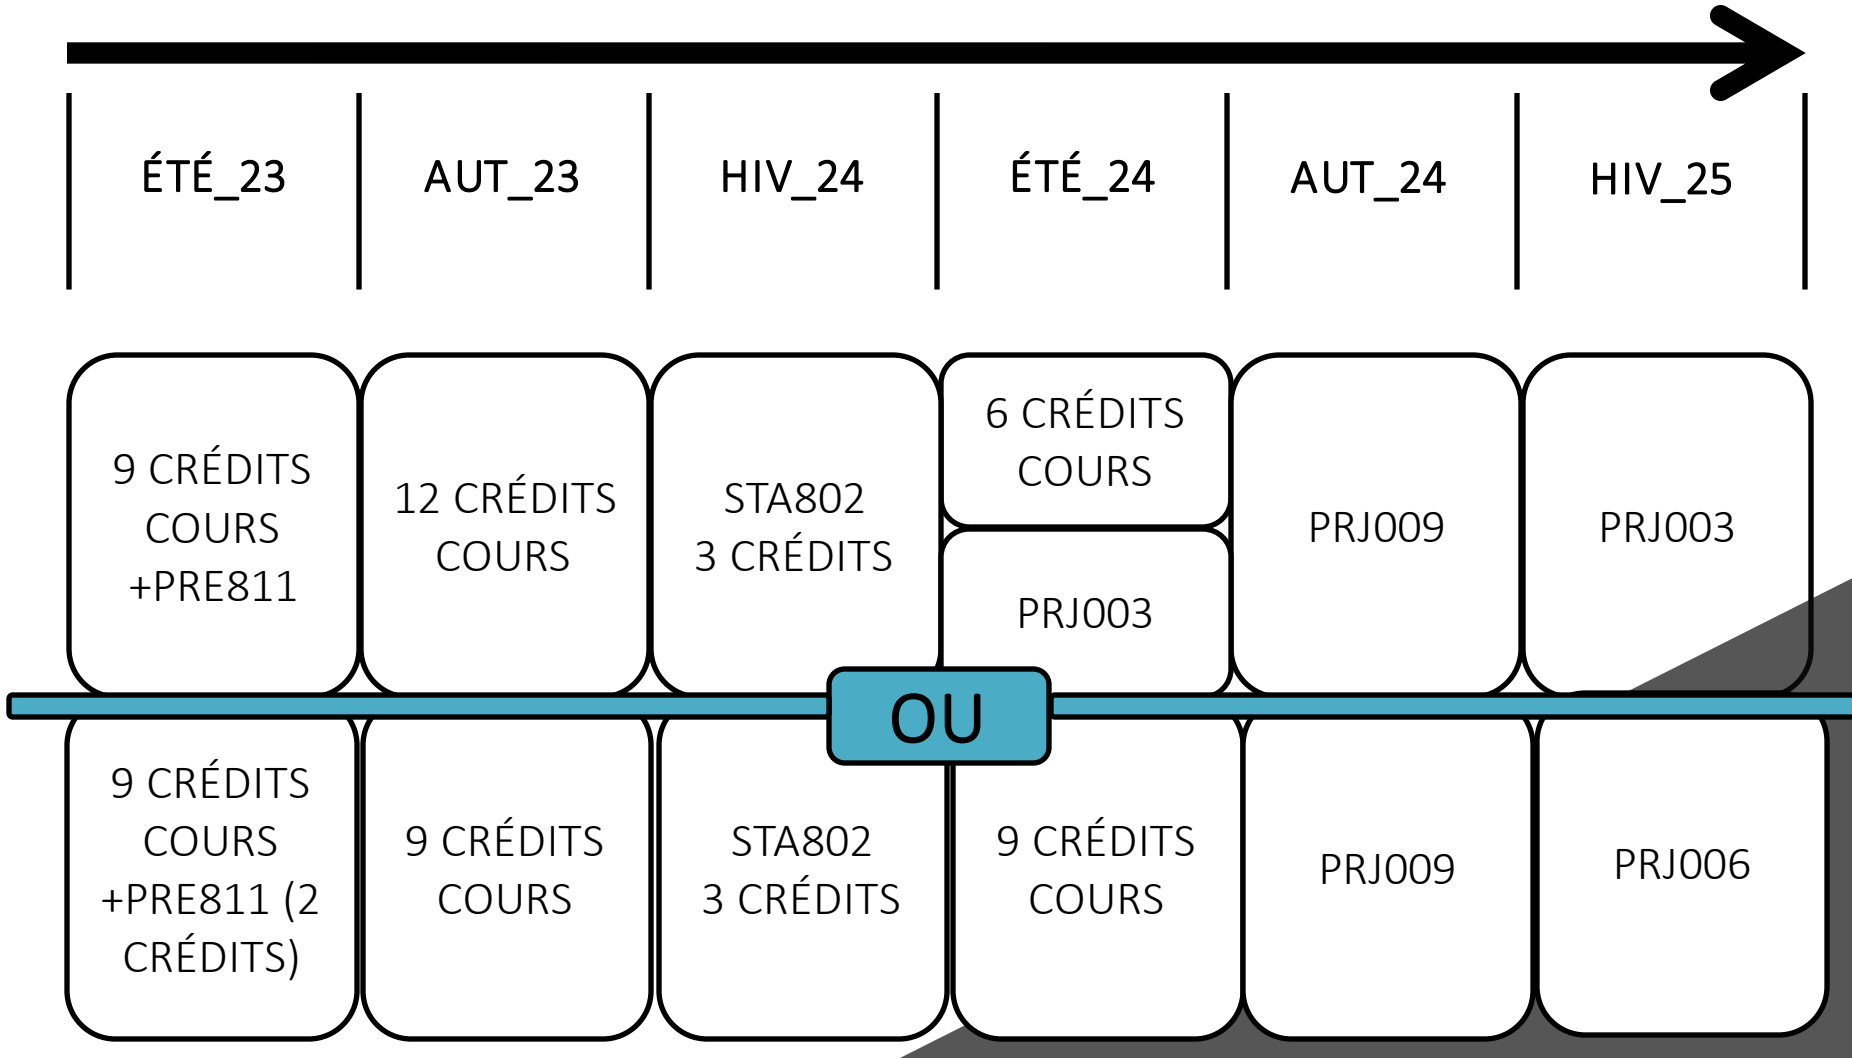 ÉTÉ_23
AUT_23
HIV_24
ÉTÉ_24
AUT_24
HIV_25
9 CRÉDITS
COURS
+PRE811
12 CRÉDITS
COURS
STA802
3 CRÉDITS
6 CRÉDITS
COURS
PRJ003
PRJ009
PRJ003
OU
9 CRÉDITS
COURS
+PRE811 (2
CRÉDITS)
9 CRÉDITS
COURS
STA802
3 CRÉDITS
9 CRÉDITS
COURS
PRJ009
PRJ006